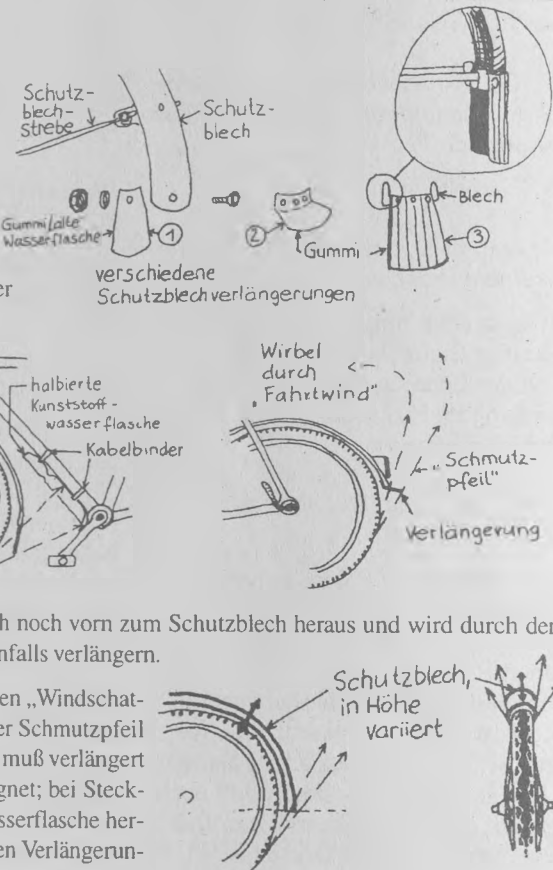 Schutz-
blech-
strebe
Schutz-
blech
Gummi/alte
Wasserflasche
1
2
Gummi
Blech
3
verschiedene
Schutzblechverlängerungen
er
halbierte
Kunststoff-
wasserflasche
Kabelbinder
Wirbel
durch
„Fahrtwind"
„Schmutz-
pfeil"
Verlängerung
h noch vorn zum Schutzblech heraus und wird durch der
nfalls verlängern.
en „Windschat-
er Schmutzpfeil
muß verlängert
gnet; bei Steck-
sserflasche her-
en Verlängerun-
Schutzblech,
in Höhe
variiert